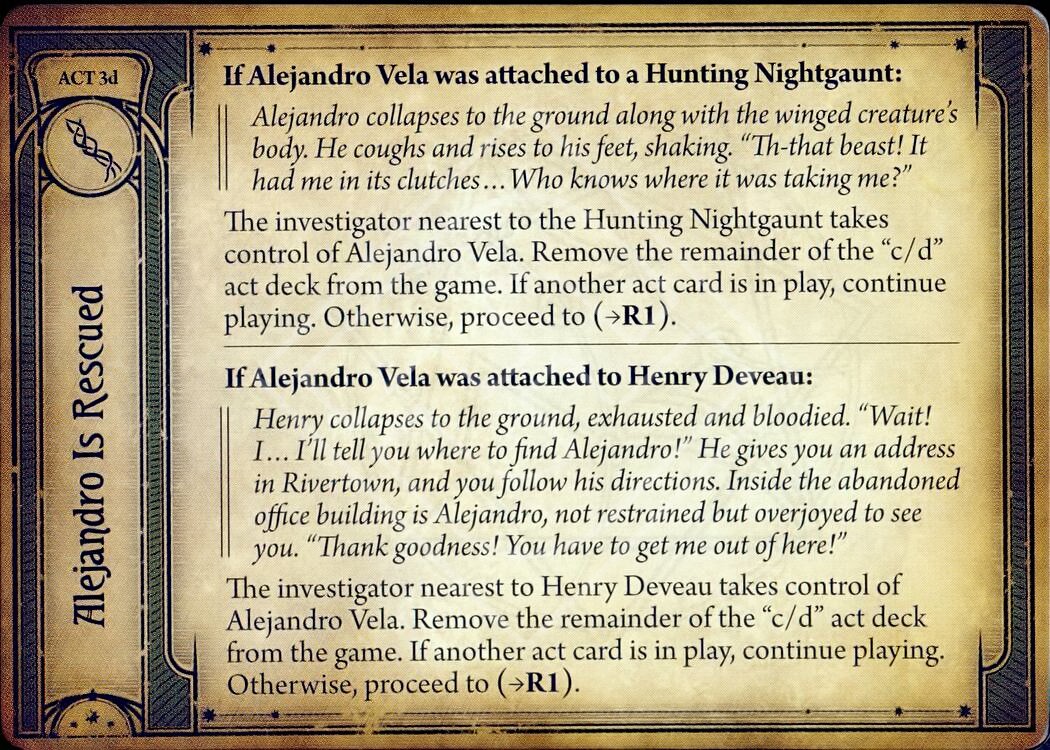 ACT 3d
Alejandro Is Rescued
If Alejandro Vela was attached to a Hunting Nightgaunt:
Alejandro collapses to the ground along with the winged creature’s
body. He coughs and rises to his feet, shaking. “Th-that beast! It
had me in its clutches… Who knows where it was taking me?”
The investigator nearest to the Hunting Nightgaunt takes
control of Alejandro Vela. Remove the remainder of the “c/d”
act deck from the game. If another act card is in play, continue
playing. Otherwise, proceed to (→R1).
If Alejandro Vela was attached to Henry Deveau:
Henry collapses to the ground, exhausted and bloodied. “Wait!
I… I’ll tell you where to find Alejandro!” He gives you an address
in Rivertown, and you follow his directions. Inside the abandoned
office building is Alejandro, not restrained but overjoyed to see
you. “Thank goodness! You have to get me out of here!”
The investigator nearest to Henry Deveau takes control of
Alejandro Vela. Remove the remainder of the “c/d” act deck
from the game. If another act card is in play, continue playing.
Otherwise, proceed to (→R1).